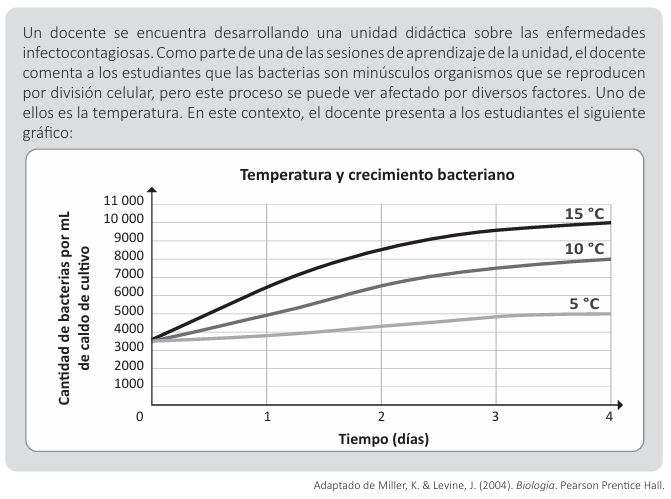 Un docente se encuentra desarrollando una unidad didáctica sobre las enfermedades
infectocontagiosas. Como parte de una de las sesiones de aprendizaje de la unidad, el docente
comenta a los estudiantes que las bacterias son minúsculos organismos que se reproducen
por división celular, pero este proceso se puede ver afectado por diversos factores. Uno de
ellos es la temperatura. En este contexto, el docente presenta a los estudiantes el siguiente
gráfico:
Temperatura y crecimiento bacteriano
Cantidad de bacterias por mL
de caldo de cultivo
11 000
10 000
9000
8000
7000
6000
5000
4000
3000
2000
1000
15 °C
10 °C
5 °C
0 1 2 3 4
Tiempo (días)
Adaptado de Miller, K. & Levine, J. (2004). Biología. Pearson Prentice Hall.